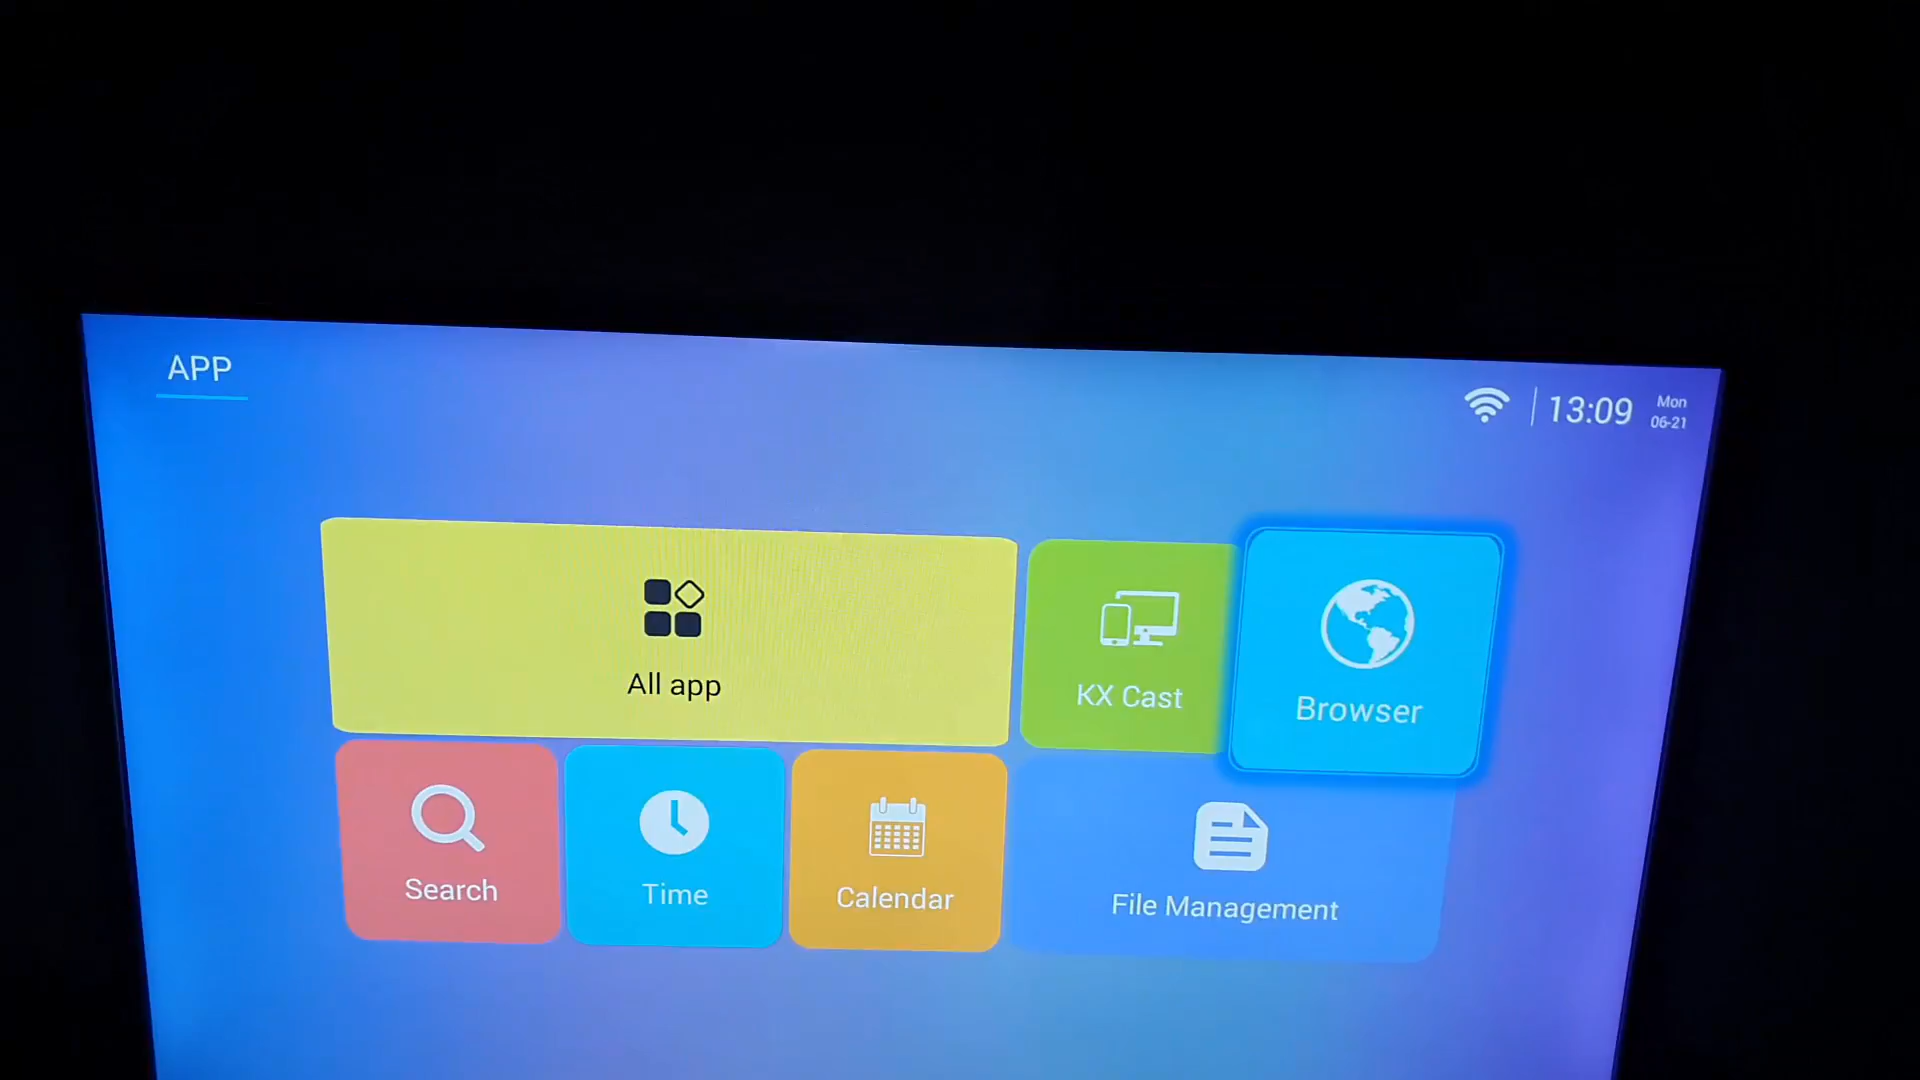 APP
13:09
Mon
06-21
All app
KX Cast
Browser
Search
Time
Calendar
File Management